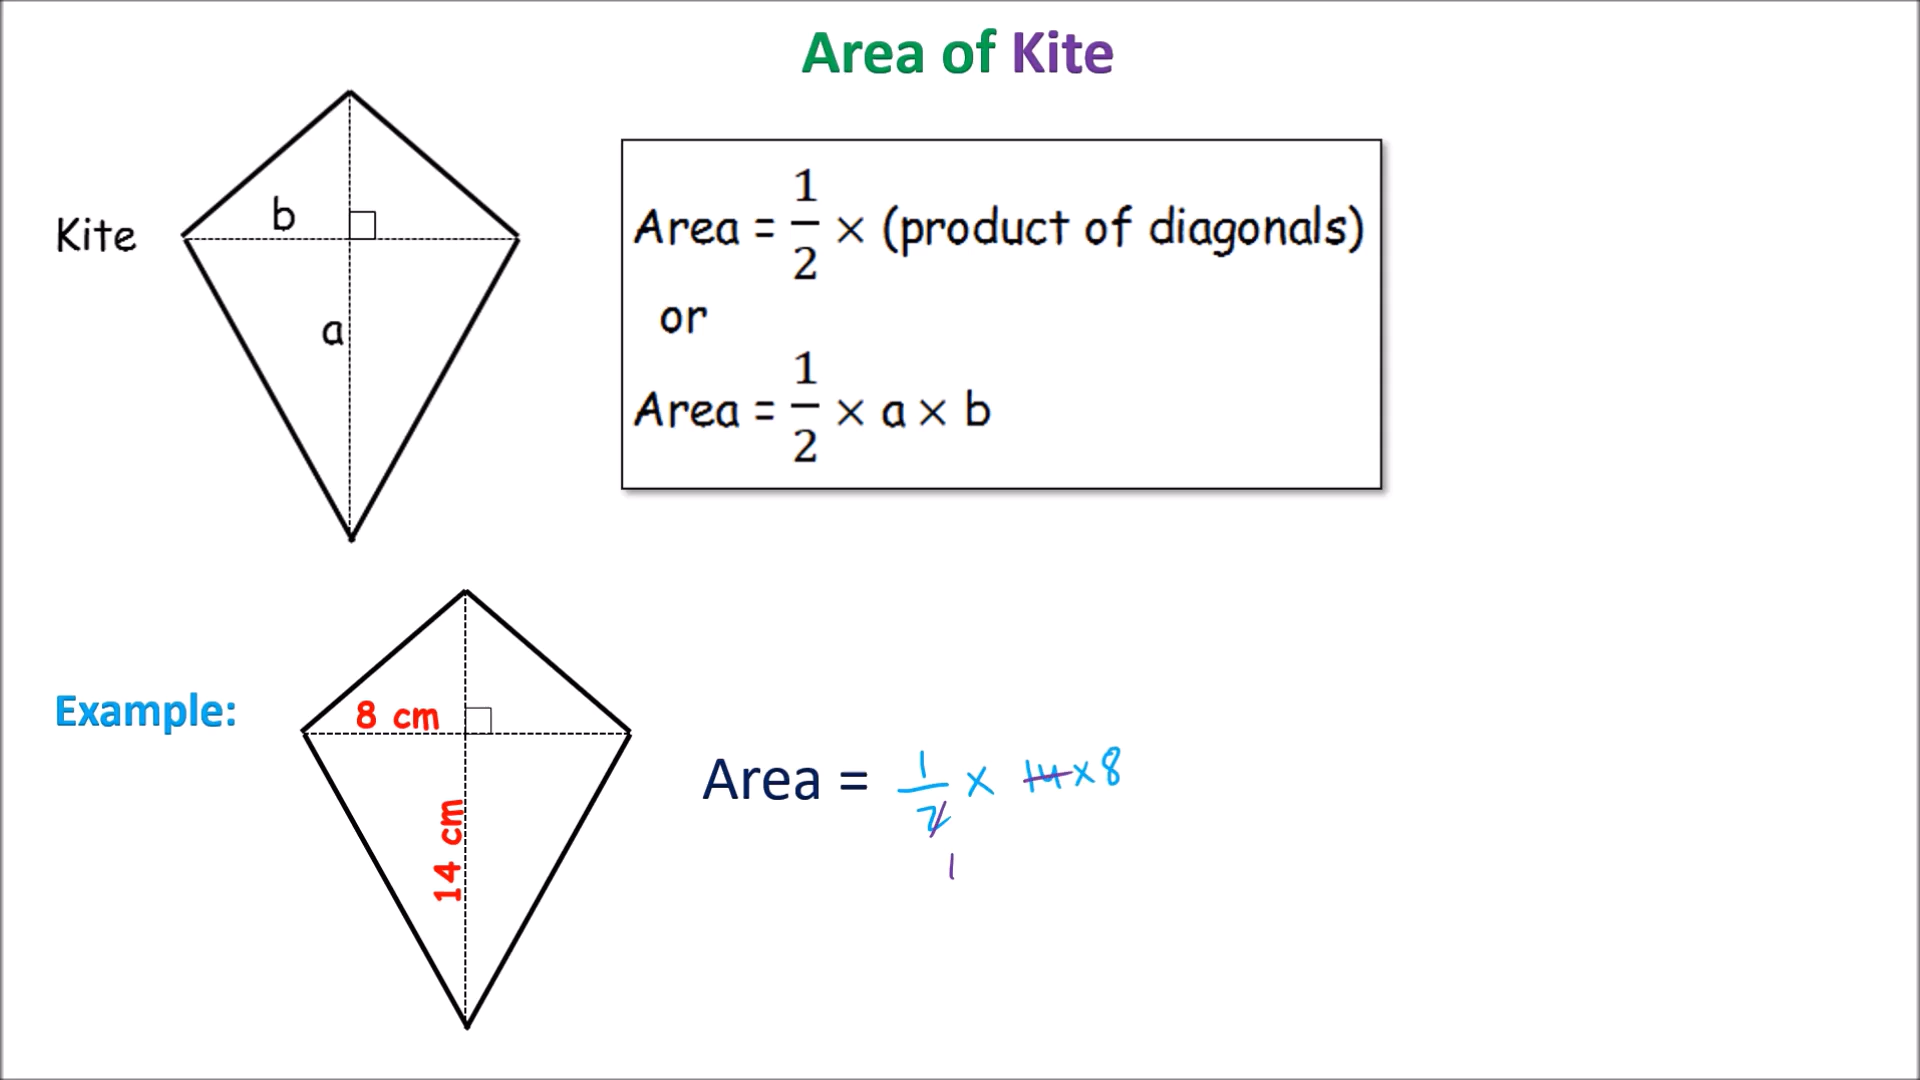 Area of Kite
Kite
b
a
Area = 1/2 × (product of diagonals)
or
Area = 1/2 × a × b
Example:
8 cm
14 cm
Area = 1/2 × 14 × 8
1